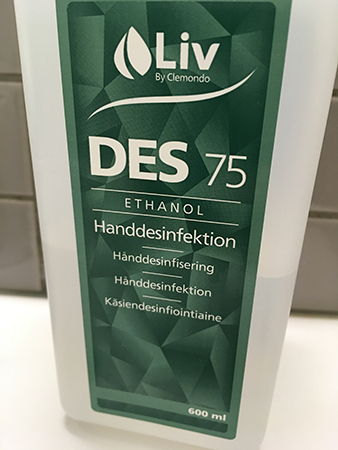 Liv
By Clemondo
DES 75
ETHANOL
Handdesinfektion
Hånddesinfisering
Hånddesinfektion
Käsiendesinfiointiaine
600 ml